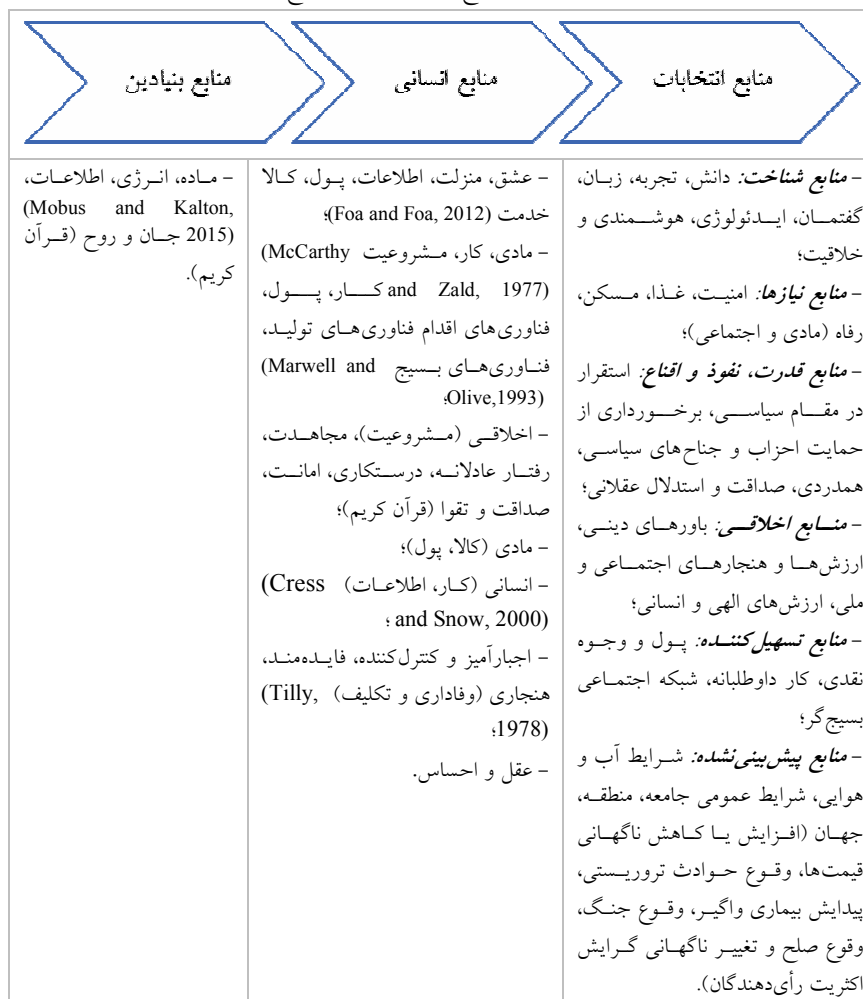 منابع انتخابات
منابع انسانی
منابع بنیادین
- منابع شناخت: دانش، تجربه، زبان،
گفتمان، ایدئولوژی، هوشمندی و
خلاقیت؛
- منابع نیازها: امنیت، غذا، مسکن،
رفاه (مادی و اجتماعی)؛
- منابع قدرت، نفوذ و اقناع: استقرار
در مقام سیاسی، برخورداری از
حمایت احزاب و جناح‌های سیاسی،
همدردی، صداقت و استدلال عقلانی؛
- منابع اخلاقی: باورهای دینی،
ارزش‌ها و هنجارهای اجتماعی و
ملی، ارزش‌های الهی و انسانی؛
- منابع تسهیل‌کننده: پول و وجوه
نقدی، کار داوطلبانه، شبکه اجتماعی
بسیج‌گر؛
- منابع پیش‌بینی‌نشده: شرایط آب و
هوایی، شرایط عمومی جامعه، منطقه،
جهان (افزایش یا کاهش ناگهانی
قیمت‌ها، وقوع حوادث تروریستی،
پیدایش بیماری واگیر، وقوع جنگ،
وقوع صلح و تغییر ناگهانی گرایش
اکثریت رأی‌دهندگان).
- عشق، منزلت، اطلاعات، پول، کالا
خدمت (Foa and Foa, 2012)؛
- مادی، کار، مشروعیت (McCarthy
and Zald, 1977) کار، پول،
فناوری‌های اقدام فناوری‌های تولید،
فناوری‌های بسیج (Marwell and
Olive,1993)؛
- اخلاقی (مشروعیت)، مجاهدت،
رفتار عادلانه، درستکاری، امانت،
صداقت و تقوا (قرآن کریم)؛
- مادی (کالا، پول)؛
- انسانی (کار، اطلاعات) (Cress
and Snow, 2000) ؛
- اجبارآمیز و کنترل‌کننده، فایده‌مند،
هنجاری (وفاداری و تکلیف) (Tilly,
1978)؛
- عقل و احساس.
- ماده، انرژی، اطلاعات،
(Mobus and Kalton,
2015) جان و روح (قرآن
کریم).